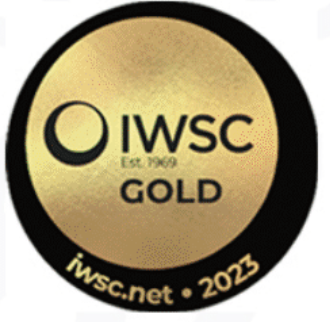 IWSC
Est. 1969
GOLD
iwsc.net • 2023